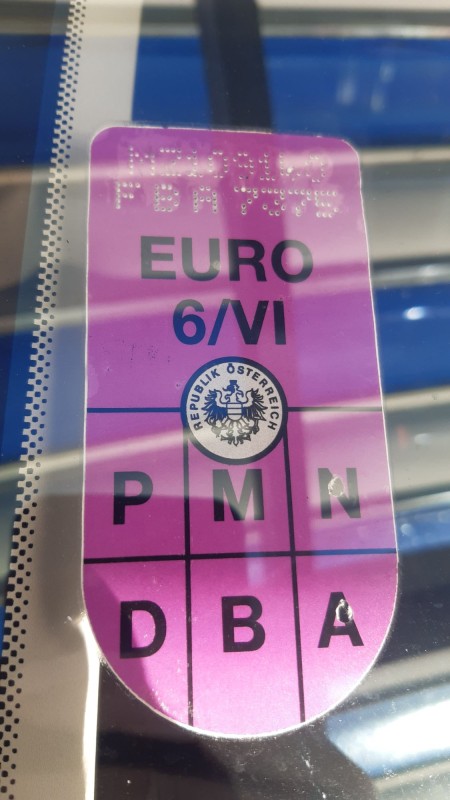 EURO
6/VI
REPUBLIK ÖSTERREICH
P M N
D B A